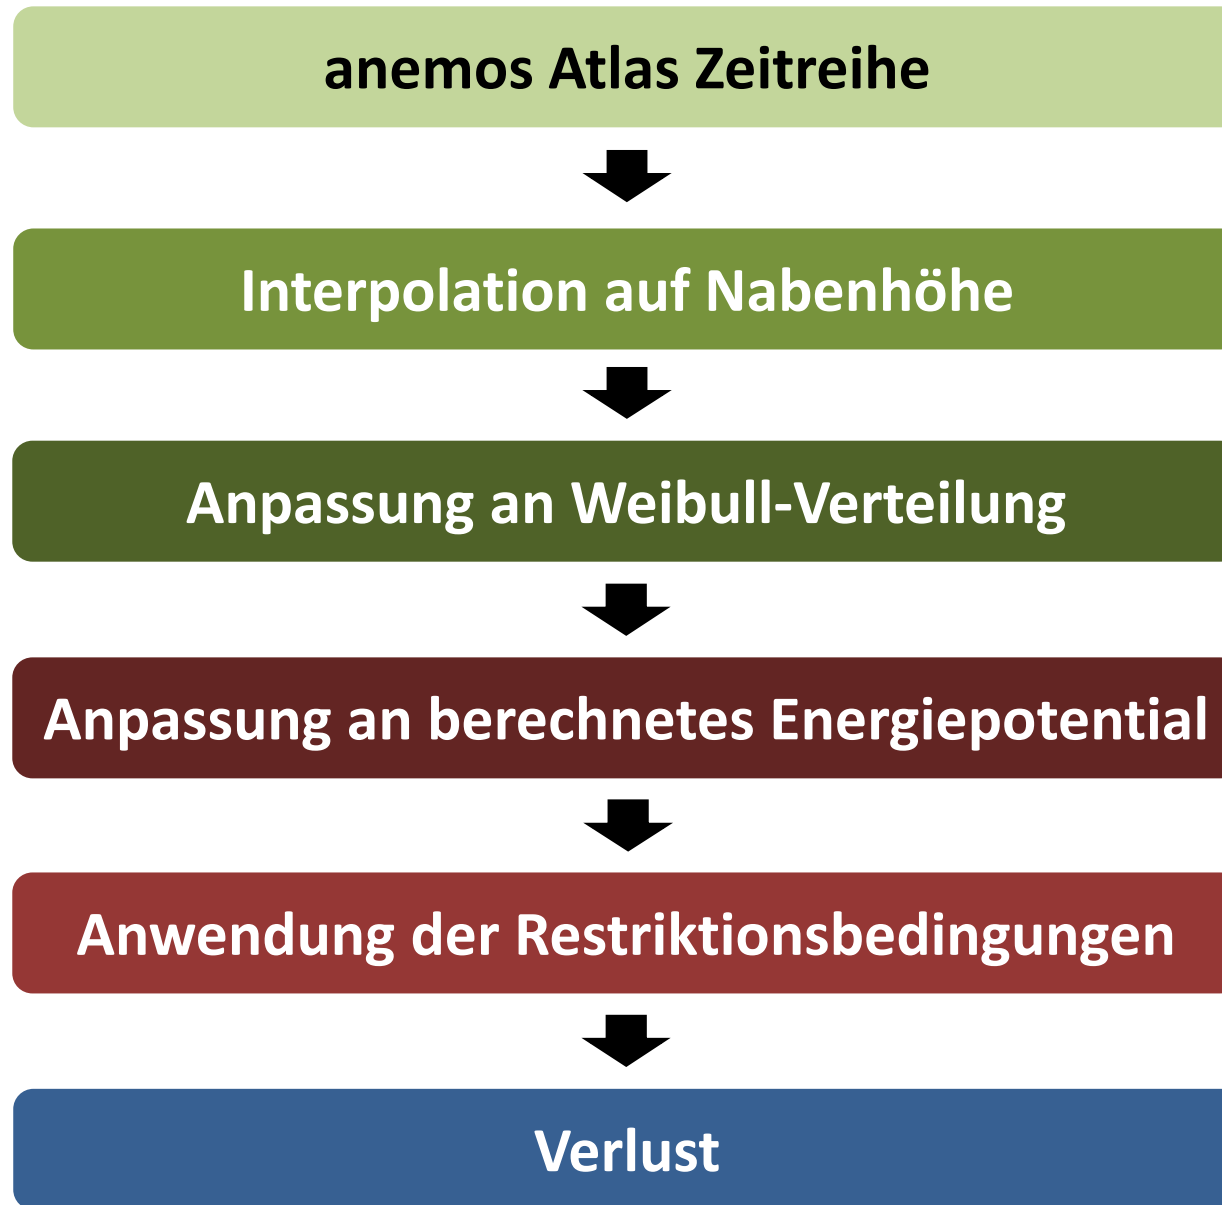 anemos Atlas Zeitreihe
Interpolation auf Nabenhöhe
Anpassung an Weibull-Verteilung
Anpassung an berechnetes Energiepotential
Anwendung der Restriktionsbedingungen
Verlust